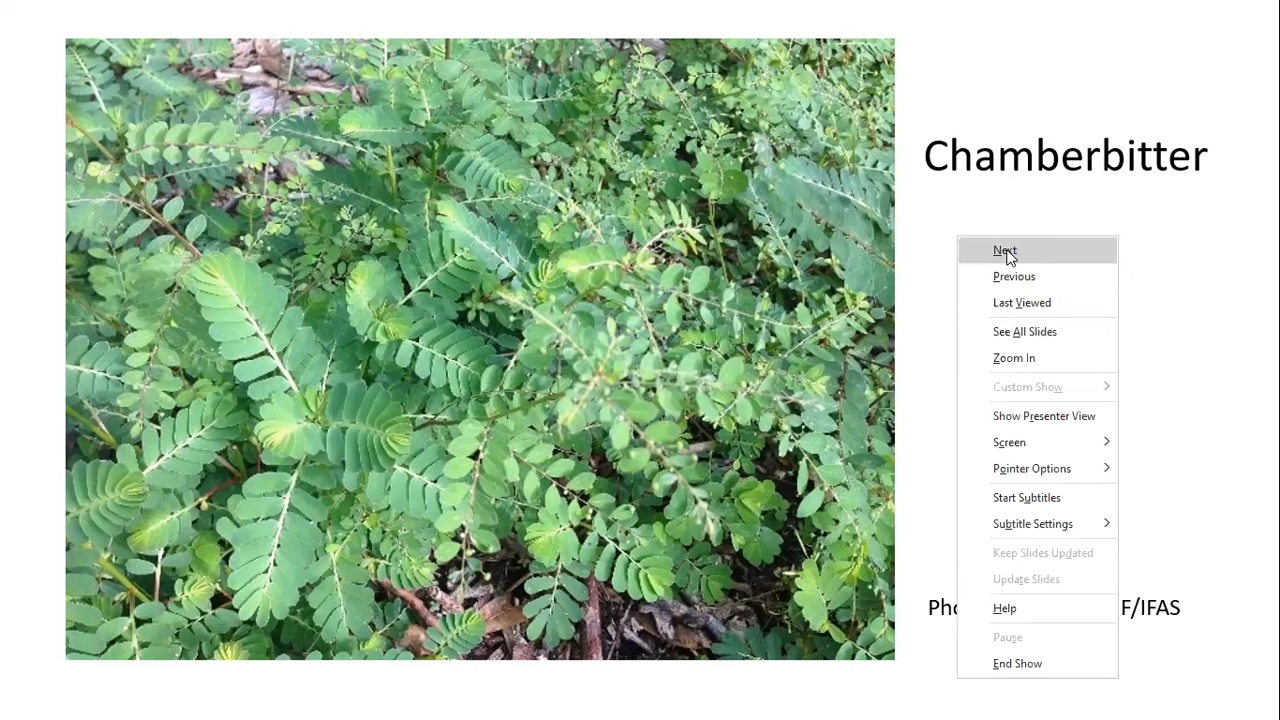 Chamberbitter
Next
Previous
Last Viewed
See All Slides
Zoom In
Custom Show
Show Presenter View
Screen
Pointer Options
Start Subtitles
Subtitle Settings
Keep Slides Updated
Update Slides
Help
F/IFAS
Pause
End Show